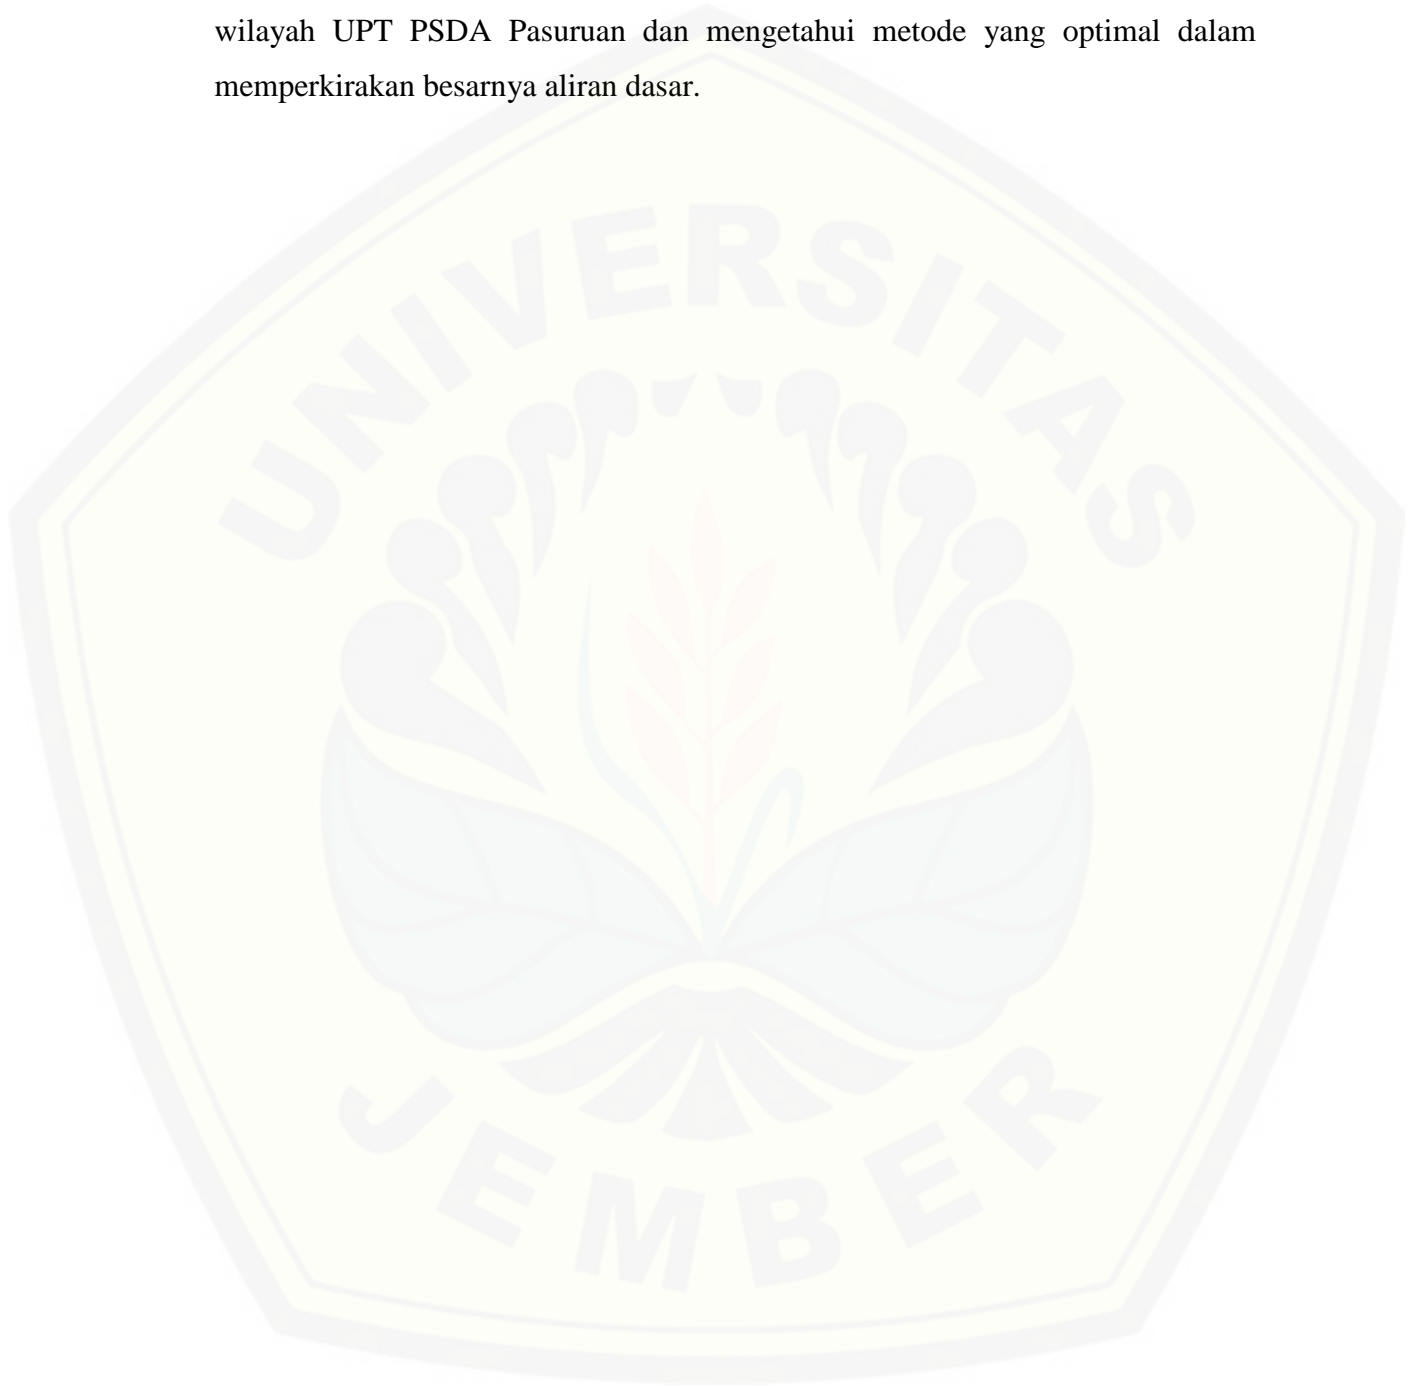 wilayah UPT PSDA Pasuruan dan mengetahui metode yang optimal dalam
memperkirakan besarnya aliran dasar.
UNIVERSITAS
JEMBER